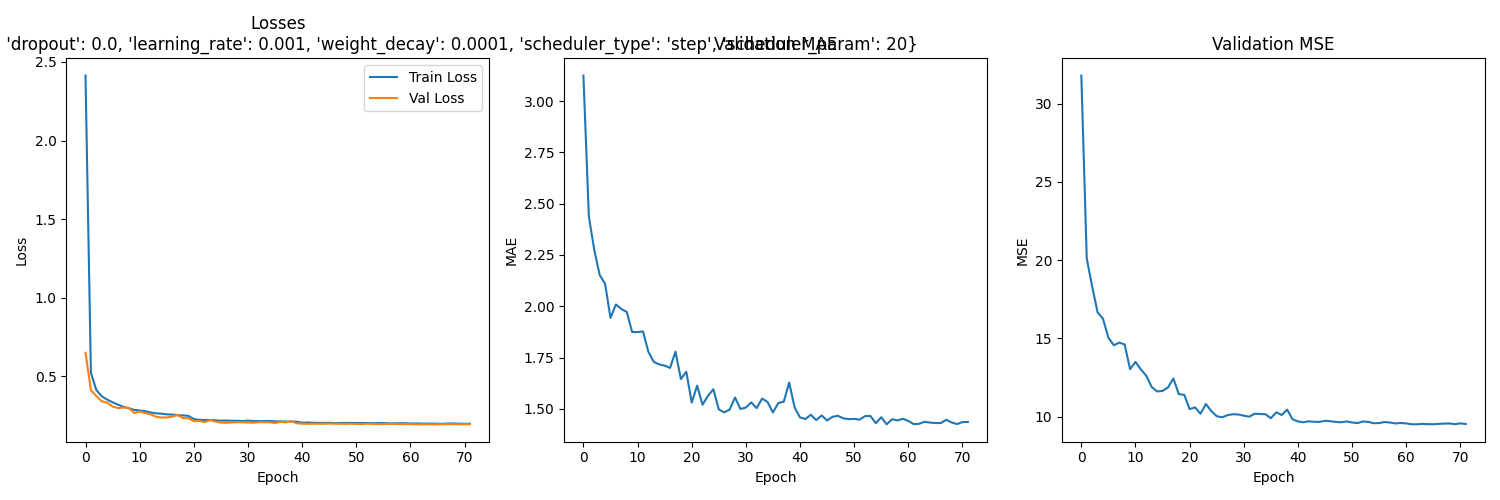 Losses
'dropout': 0.0, 'learning_rate': 0.001, 'weight_decay': 0.0001, 'scheduler_type': 'step', 'scheduler_param': 20}
Validation MAE
Validation MSE
Train Loss
Val Loss
2.5
2.0
1.5
1.0
0.5
Loss
0 10 20 30 40 50 60 70
Epoch
3.00
2.75
2.50
2.25
2.00
1.75
1.50
MAE
0 10 20 30 40 50 60 70
Epoch
30
25
20
15
10
MSE
0 10 20 30 40 50 60 70
Epoch